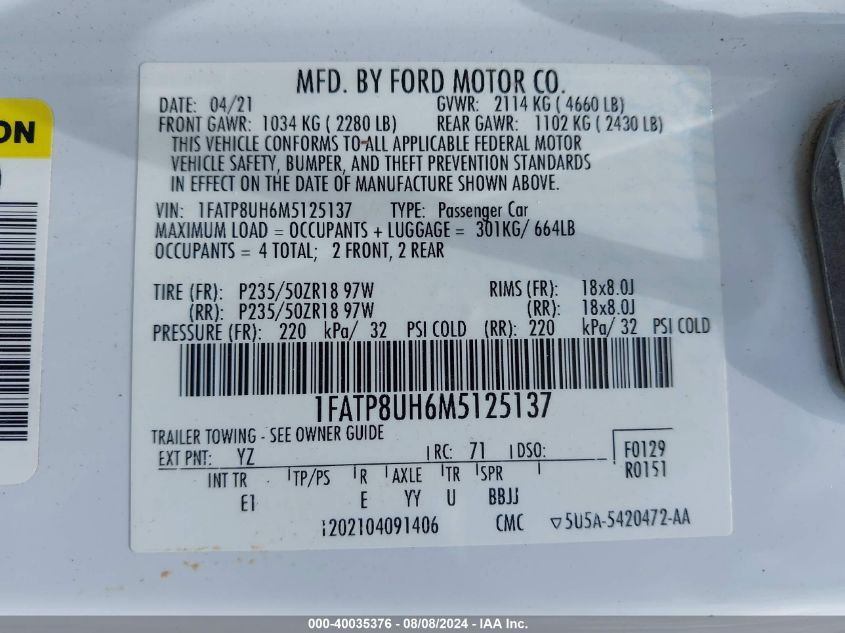 ON
MFD. BY FORD MOTOR CO.
DATE: 04/21 GVWR: 2114 KG ( 4660 LB)
FRONT GAWR: 1034 KG ( 2280 LB) REAR GAWR: 1102 KG ( 2430 LB)
THIS VEHICLE CONFORMS TO ALL APPLICABLE FEDERAL MOTOR
VEHICLE SAFETY, BUMPER, AND THEFT PREVENTION STANDARDS
IN EFFECT ON THE DATE OF MANUFACTURE SHOWN ABOVE.
VIN: 1FATP8UH6M5125137 TYPE: Passenger Car
MAXIMUM LOAD = OCCUPANTS + LUGGAGE = 301KG/ 664LB
OCCUPANTS = 4 TOTAL; 2 FRONT, 2 REAR
TIRE (FR): P235/50ZR18 97W RIMS (FR): 18x8.0J
(RR): P235/50ZR18 97W (RR): 18x8.0J
PRESSURE (FR): 220 kPa/ 32 PSI COLD (RR): 220 kPa/ 32 PSI COLD
1FATP8UH6M5125137
TRAILER TOWING - SEE OWNER GUIDE
EXT PNT: YZ RC: 71 DSO: F0129
R0151
INT TR TP/PS R AXLE TR SPR
E1 E YY U BBJJ
202104091406 CMC ▽5U5A-5420472-AA
000-40035376 - 08/08/2024 - IAA Inc.